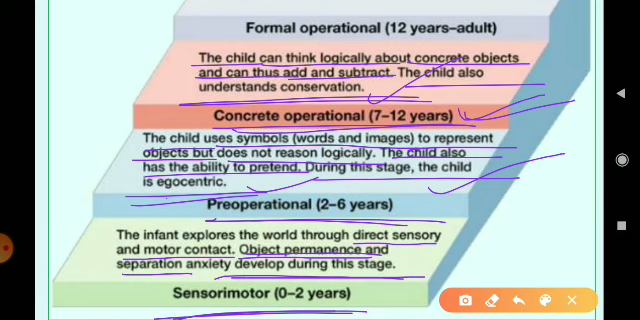 Formal operational (12 years–adult)
The child can think logically about concrete objects
and can thus add and subtract. The child also
understands conservation.
Concrete operational (7–12 years)
The child uses symbols (words and images) to represent
objects but does not reason logically. The child also
has the ability to pretend. During this stage, the child
is egocentric.
Preoperational (2–6 years)
The infant explores the world through direct sensory
and motor contact. Object permanence and
separation anxiety develop during this stage.
Sensorimotor (0–2 years)